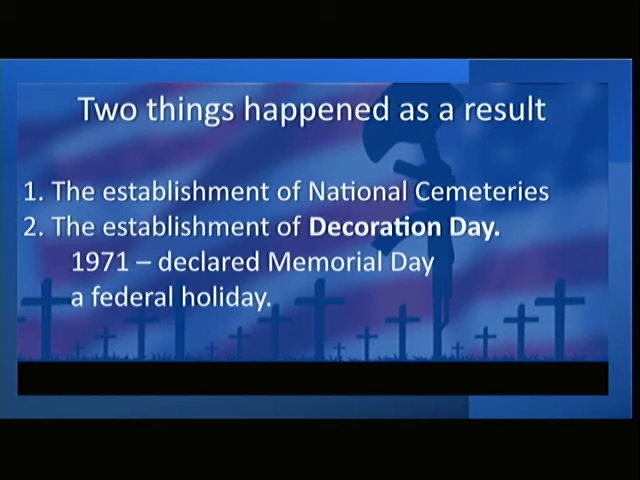 Two things happened as a result
1. The establishment of National Cemeteries
2. The establishment of Decoration Day.
1971 – declared Memorial Day
a federal holiday.